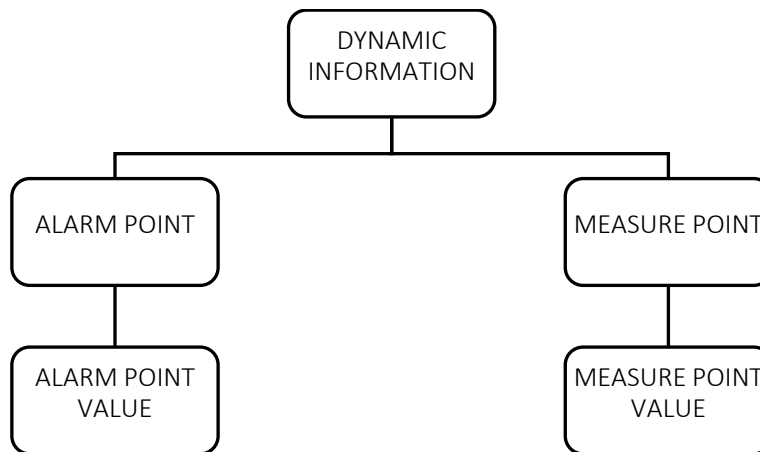 DYNAMIC
INFORMATION
ALARM POINT
MEASURE POINT
ALARM POINT
VALUE
MEASURE POINT
VALUE